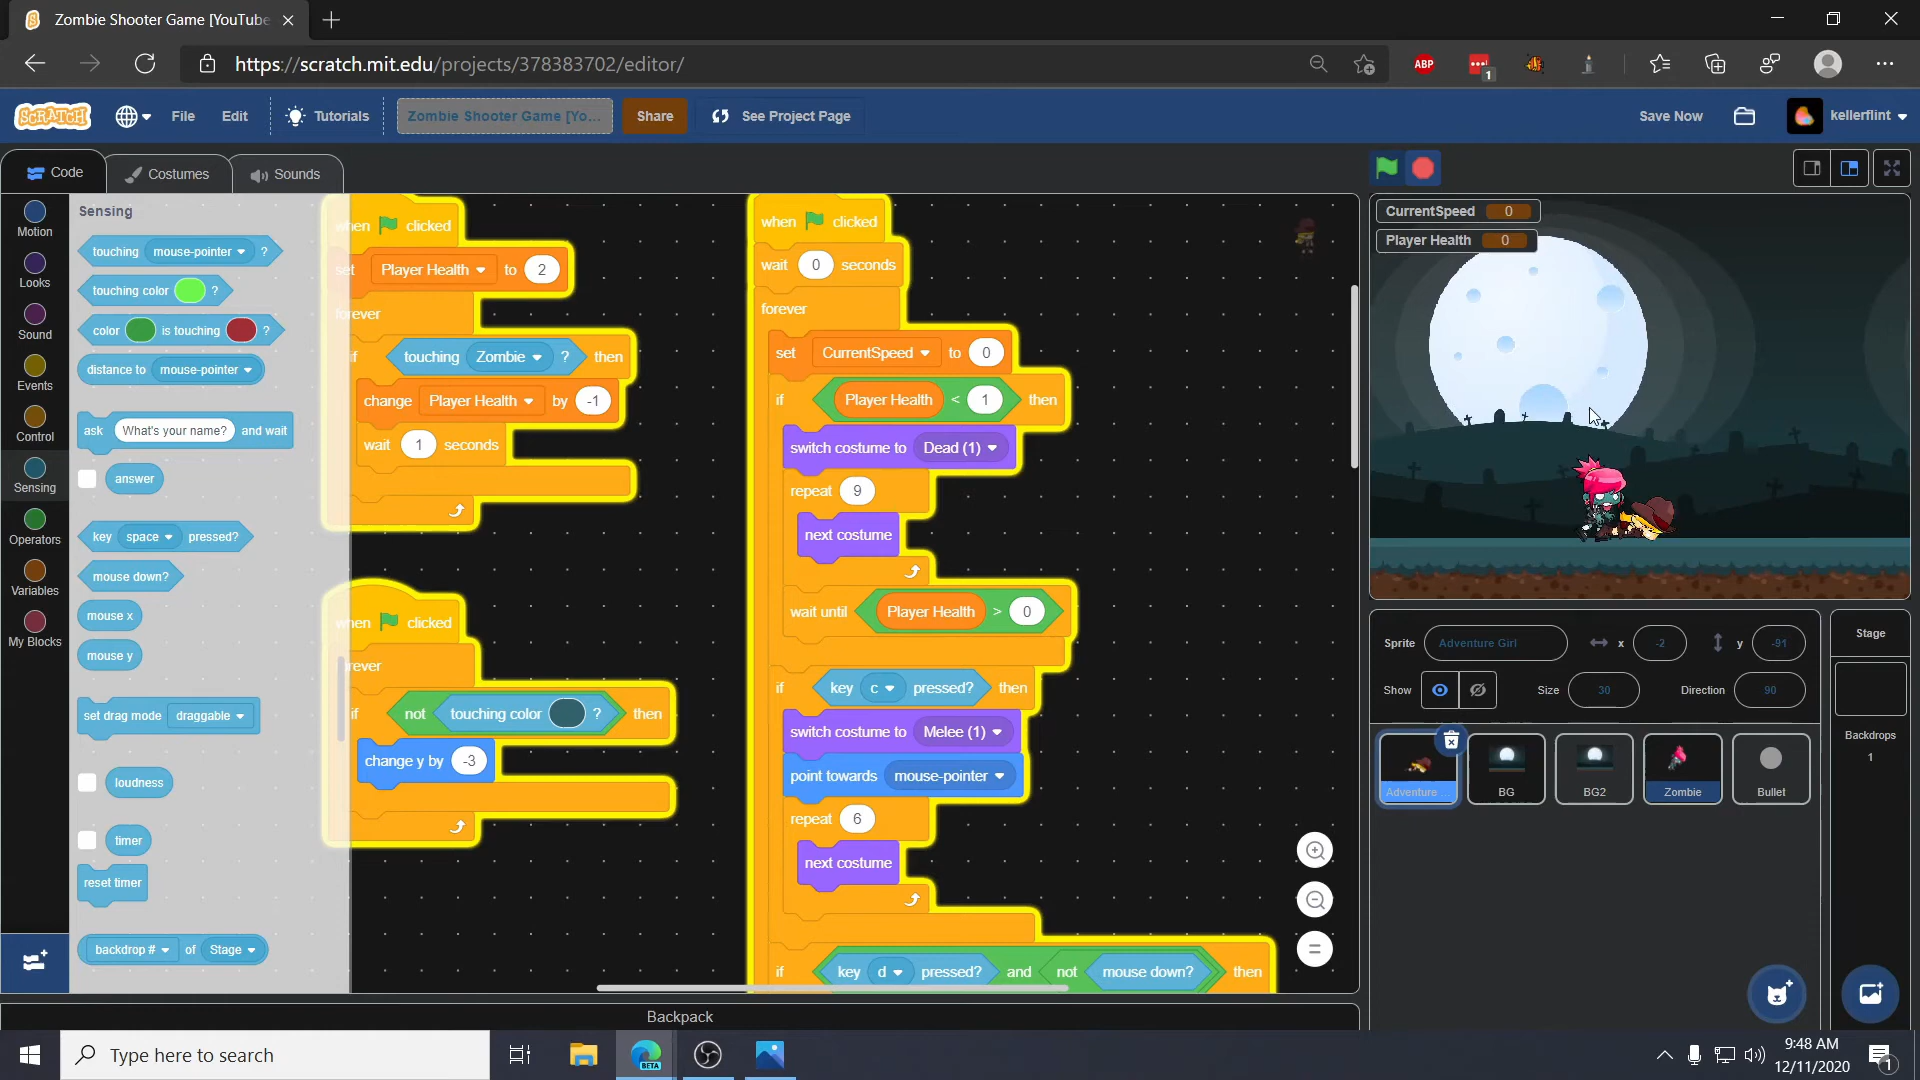 Zombie Shooter Game [YouTube
https://scratch.mit.edu/projects/378383702/editor/
ABP
1
SCRATCH
File
Edit
Tutorials
Zombie Shooter Game [Yo...
Share
See Project Page
Save Now
kellerflint
Code
Costumes
Sounds
Motion
Looks
Sound
Events
Control
Sensing
Operators
Variables
My Blocks
Sensing
touching mouse-pointer ?
touching color ?
color is touching ?
distance to mouse-pointer
ask What's your name? and wait
answer
key space pressed?
mouse down?
mouse x
mouse y
set drag mode draggable
loudness
timer
reset timer
backdrop # of Stage
when clicked
set Player Health to 2
forever
if touching Zombie ? then
change Player Health by -1
wait 1 seconds
when clicked
forever
if not touching color ? then
change y by -3
when clicked
wait 0 seconds
forever
set CurrentSpeed to 0
if Player Health < 1 then
switch costume to Dead (1)
repeat 9
next costume
wait until Player Health > 0
if key c pressed? then
switch costume to Melee (1)
point towards mouse-pointer
repeat 6
next costume
if key d pressed? and not mouse down? then
CurrentSpeed 0
Player Health 0
Sprite Adventure Girl x -2 y -91
Show Size 30 Direction 90
Adventure ...
BG
BG2
Zombie
Bullet
Stage
Backdrops
1
Backpack
Type here to search
BETA
9:48 AM
12/11/2020
1